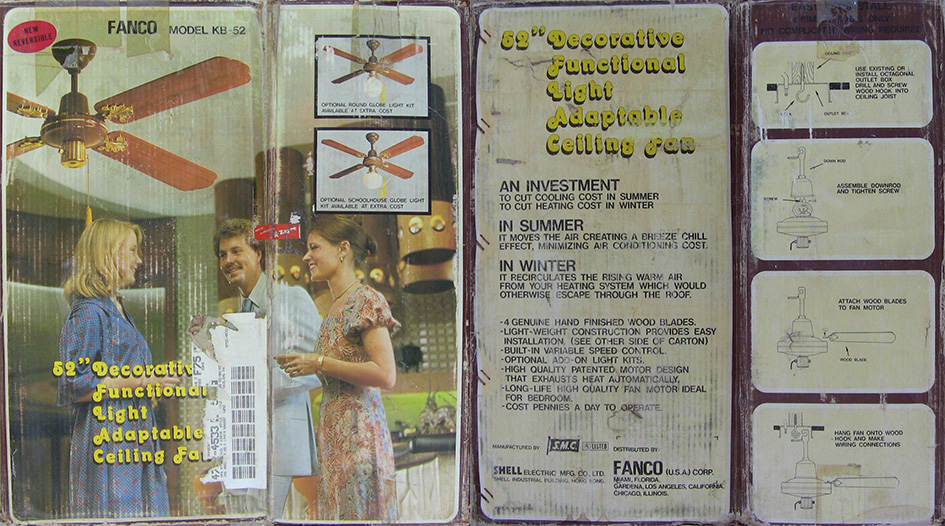 NEW
REVERSIBLE
FANCO MODEL KB-52
OPTIONAL ROUND GLOBE LIGHT KIT
AVAILABLE AT EXTRA COST
OPTIONAL SCHOOLHOUSE GLOBE LIGHT
KIT AVAILABLE AT EXTRA COST
52" Decorative
Functional
Light
Adaptable
Ceiling Fa
52" Decorative
Functional
Light
Adaptable
Ceiling Fan
AN INVESTMENT
TO CUT COOLING COST IN SUMMER
TO CUT HEATING COST IN WINTER
IN SUMMER
IT MOVES THE AIR CREATING A BREEZE CHILL
EFFECT, MINIMIZING AIR CONDITIONING COST.
IN WINTER
IT RECIRCULATES THE RISING WARM AIR
FROM YOUR HEATING SYSTEM WHICH WOULD
OTHERWISE ESCAPE THROUGH THE ROOF.
-4 GENUINE HAND FINISHED WOOD BLADES.
-LIGHT-WEIGHT CONSTRUCTION PROVIDES EASY
INSTALLATION. (SEE OTHER SIDE OF CARTON)
-BUILT-IN VARIABLE SPEED CONTROL.
-OPTIONAL ADD-ON LIGHT KITS.
-HIGH QUALITY PATENTED MOTOR DESIGN
THAT EXHAUSTS HEAT AUTOMATICALLY.
-LONG-LIFE HIGH QUALITY FAN MOTOR IDEAL
FOR BEDROOM.
-COST PENNIES A DAY TO OPERATE.
MANUFACTURED BY S.M.C. LISTED DISTRIBUTED BY
SHELL ELECTRIC MFG. CO. LTD.
SHELL INDUSTRIAL BUILDING, HONG KONG.
FANCO (U.S.A.) CORP.
MIAMI, FLORIDA.
GARDENA, LOS ANGELES, CALIFORNIA.
CHICAGO, ILLINOIS.
USE EXISTING OR
INSTALL OCTAGONAL
OUTLET BOX
DRILL AND SCREW
WOOD HOOK INTO
CEILING JOIST
OUTLET BOX
DOWN ROD
SCREW
ASSEMBLE DOWNROD
AND TIGHTEN SCREW
ATTACH WOOD BLADES
TO FAN MOTOR
WOOD BLADE
HANG FAN ONTO WOOD
HOOK AND MAKE
WIRING CONNECTIONS